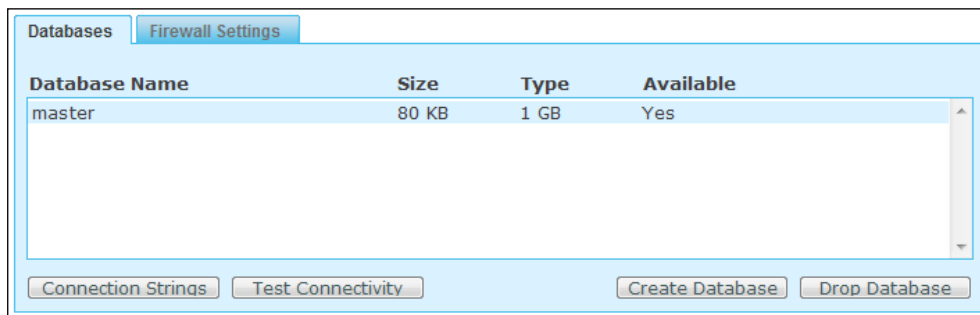 Databases Firewall Settings
Database Name Size Type Available
master 80 KB 1 GB Yes
Connection Strings Test Connectivity Create Database Drop Database